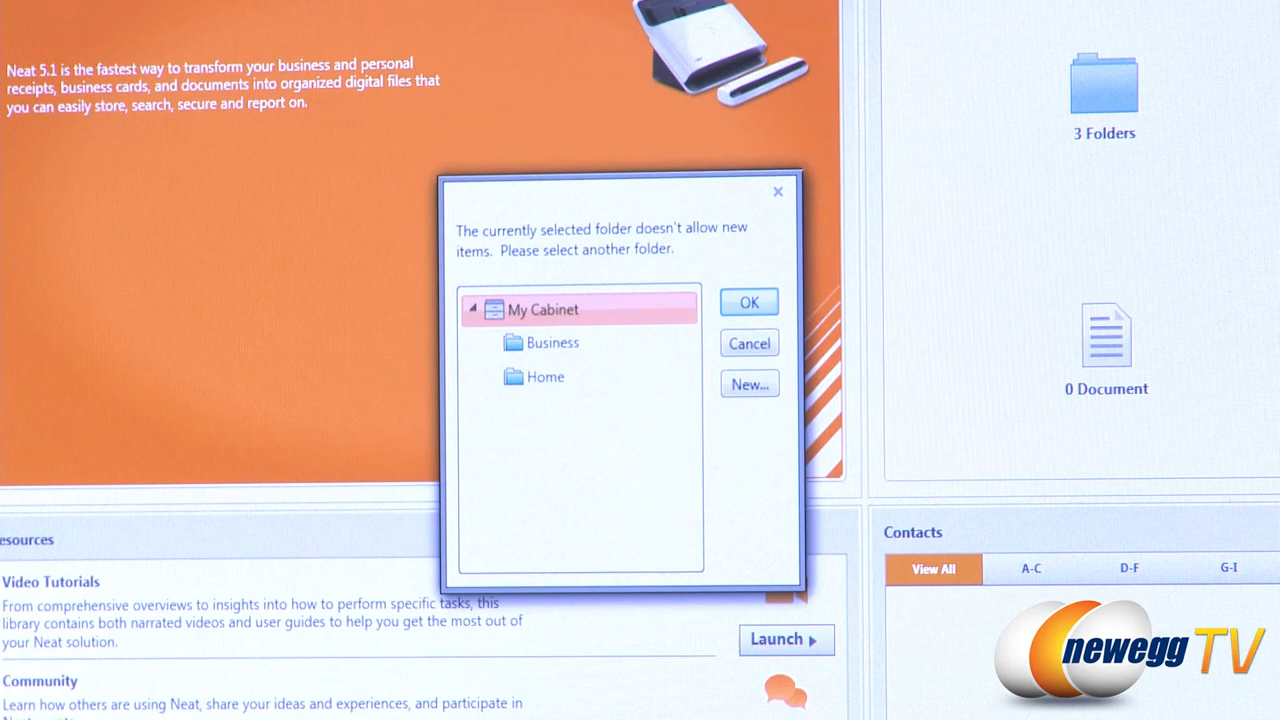 Neat 5.1 is the fastest way to transform your business and personal
receipts, business cards, and documents into organized digital files that
you can easily store, search, secure and report on.
3 Folders
The currently selected folder doesn't allow new
items. Please select another folder.
My Cabinet
Business
Home
OK
Cancel
New...
0 Document
esources
Video Tutorials
From comprehensive overviews to insights into how to perform specific tasks, this
library contains both narrated videos and user guides to help you get the most out of
your Neat solution.
Launch
Community
Learn how others are using Neat, share your ideas and experiences, and participate in
Contacts
View All
A-C
D-F
G-I
newegg TV